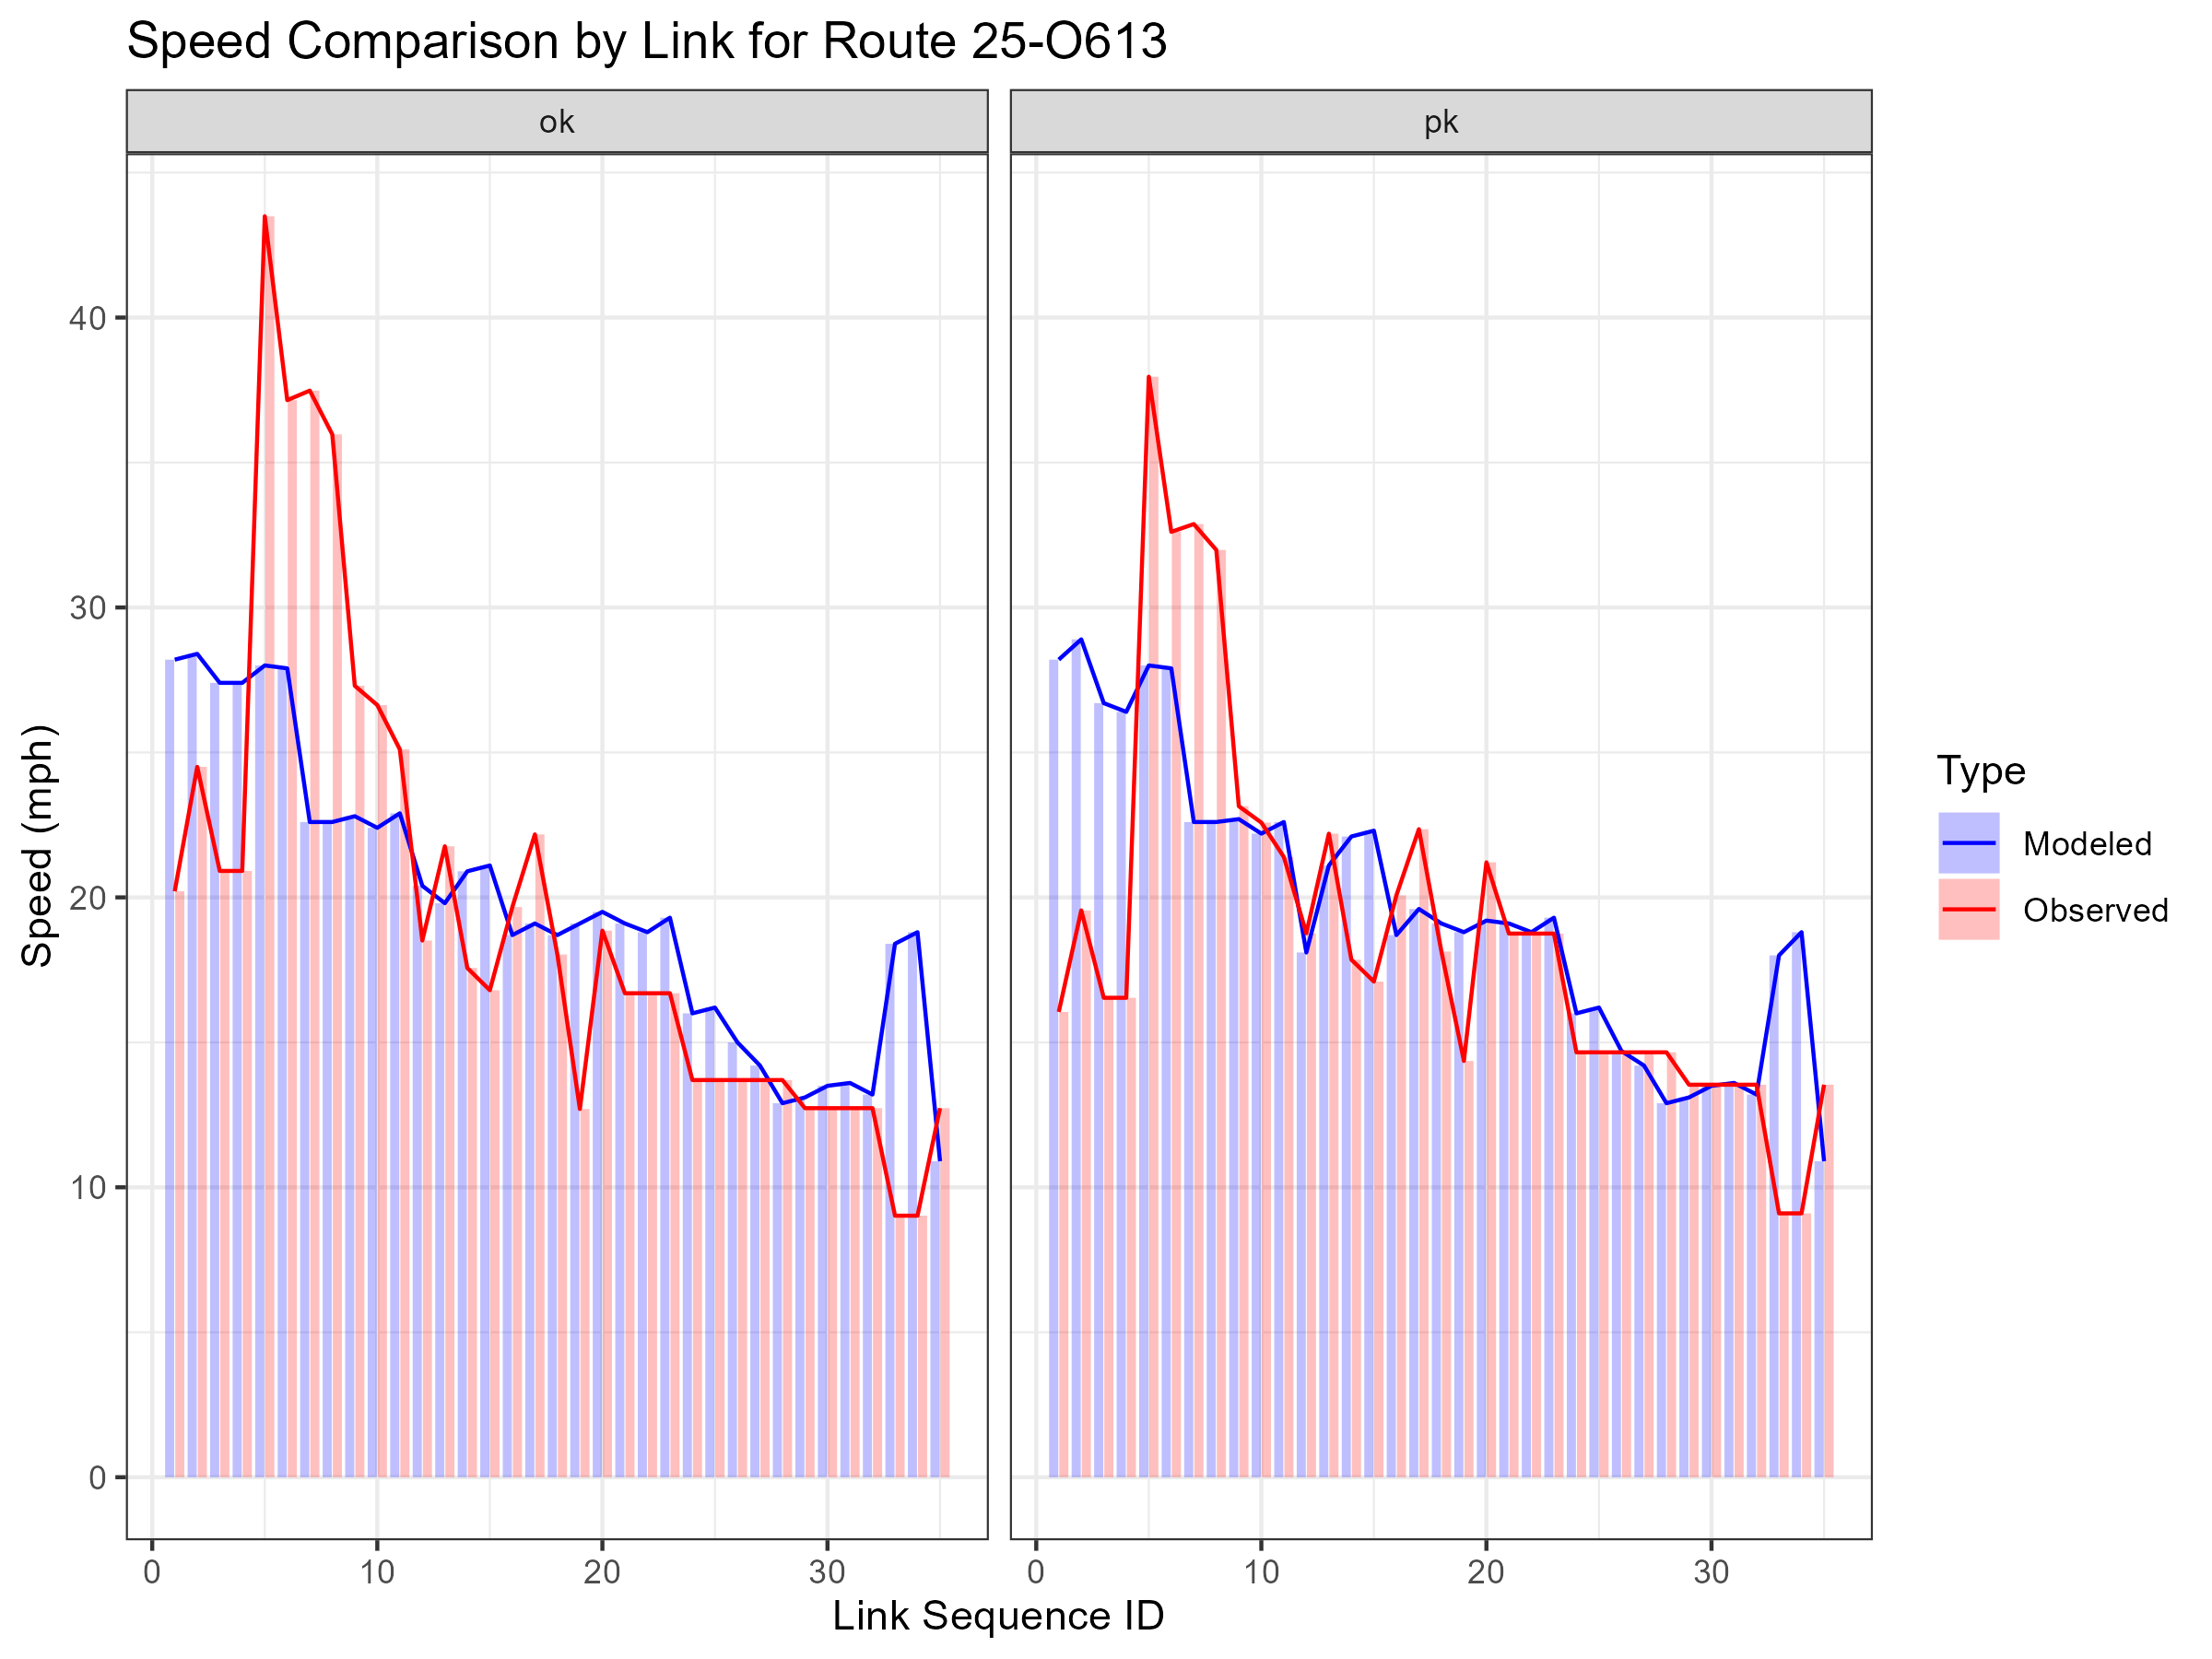 Speed Comparison by Link for Route 25-O613
ok
pk
Speed (mph)
40
30
20
10
0
0 10 20 30
0 10 20 30
Link Sequence ID
Type
Modeled
Observed